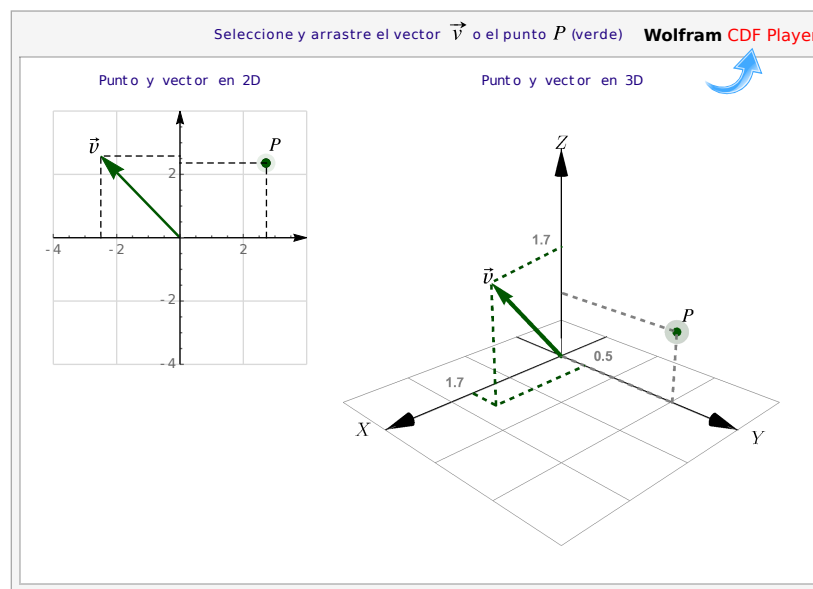 Seleccione y arrastre el vector v o el punto P (verde) Wolfram CDF Player
Punto y vector en 2D
Punto y vector en 3D
v
P
2
-4
-2
2
-2
-4
Z
1.7
v
P
0.5
1.7
X
Y